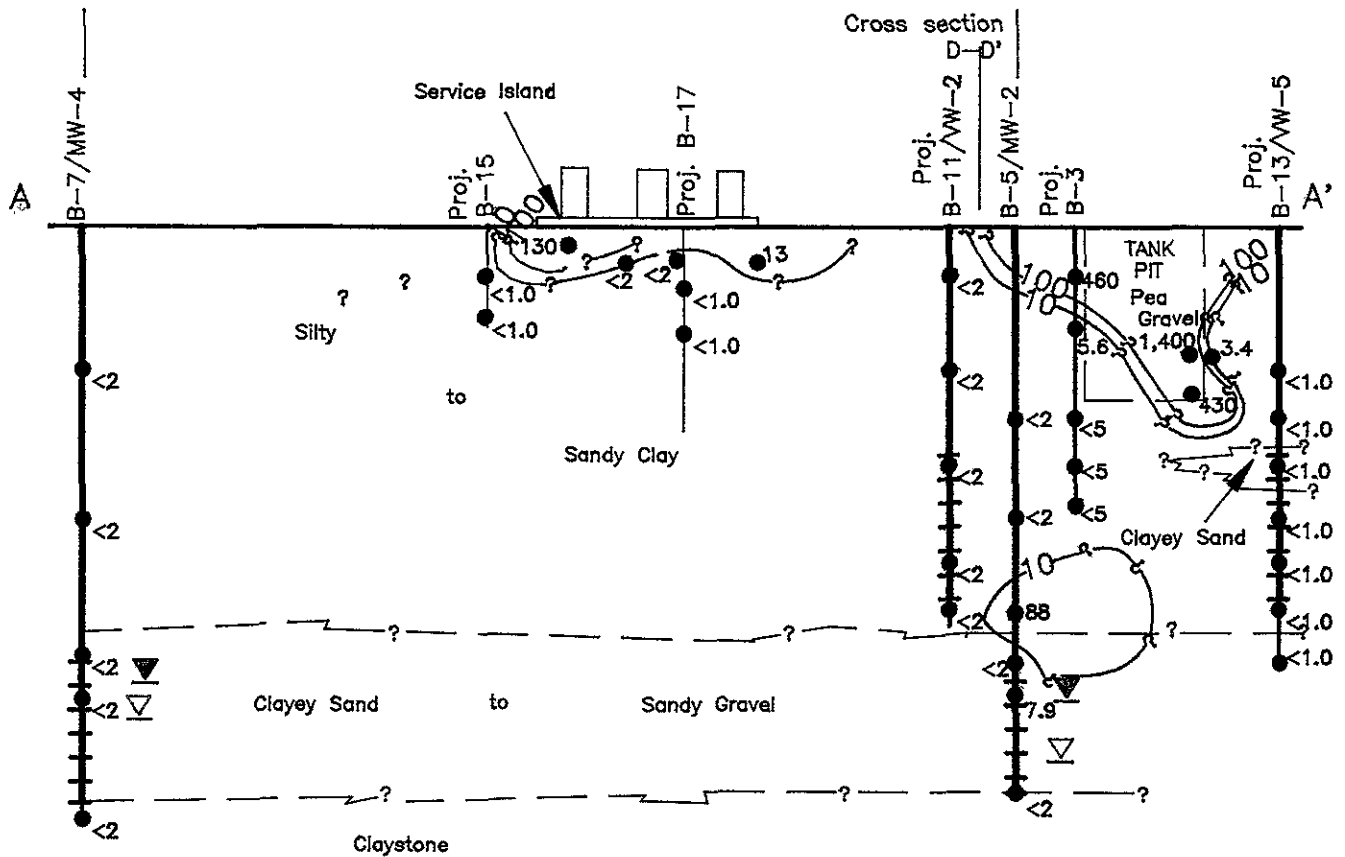 Cross section
D—D'
Service Island
B-7/MW-4
Proj.
B-15
Proj. B-17
Proj.
B-11/VW-2
B-5/MW-2
Proj.
B-3
Proj.
B-13/VW-5
A
A'
100
130
?
?
?
?
<2
<2
13
?
?
<1.0
<1.0
<1.0
<1.0
?
?
Silty
to
Sandy Clay
TANK
PIT
Pea
Gravel
1,400
3.4
430
100
10
100
10
460
5.6
<5
<5
<5
<2
<2
<2
<2
<2
<2
<2
10
88
<2
7.9
<2
<2
<2
<2
<2
<2
<1.0
<1.0
<1.0
<1.0
<1.0
<1.0
<1.0
?
?
?
?
?
Clayey Sand
?
?
?
?
Clayey Sand
to
Sandy Gravel
?
?
?
Claystone